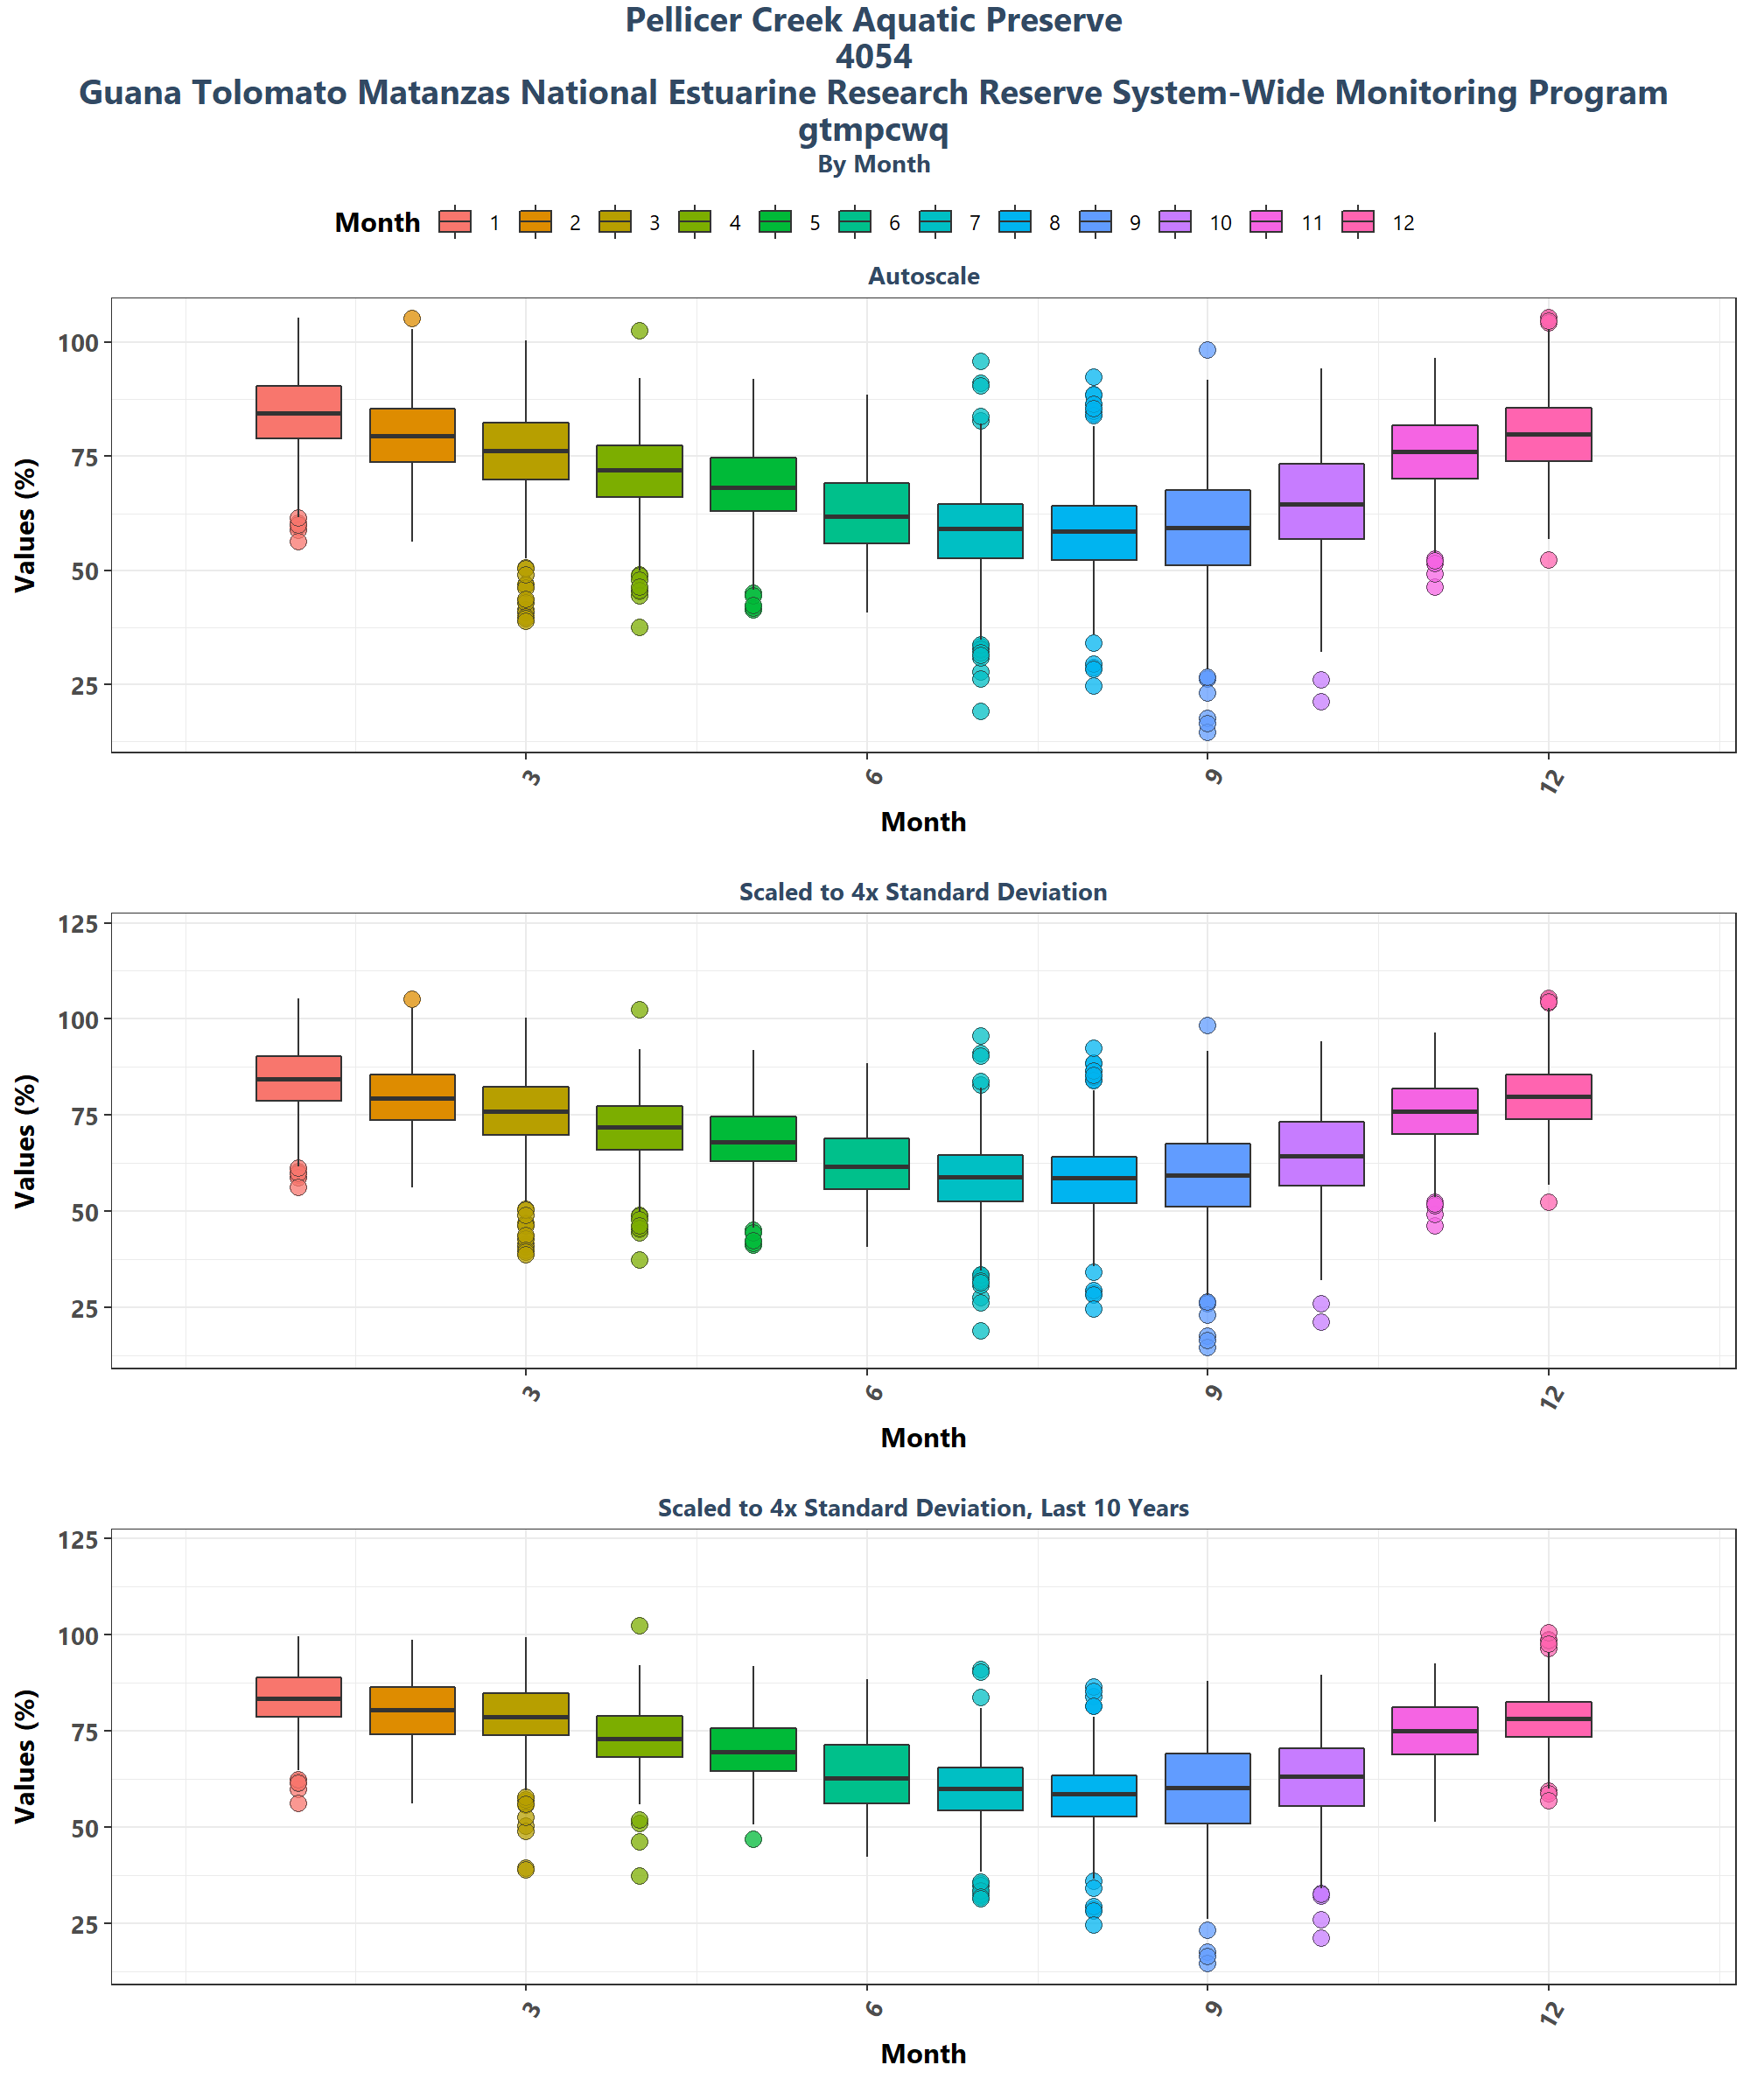 Pellicer Creek Aquatic Preserve
4054
Guana Tolomato Matanzas National Estuarine Research Reserve System-Wide Monitoring Program
gtmpcwq
By Month
Month 1 2 3 4 5 6 7 8 9 10 11 12
Autoscale
Values (%)
100
75
50
25
3 6 9 12
Month
Scaled to 4x Standard Deviation
Values (%)
125
100
75
50
25
3 6 9 12
Month
Scaled to 4x Standard Deviation, Last 10 Years
Values (%)
125
100
75
50
25
3 6 9 12
Month